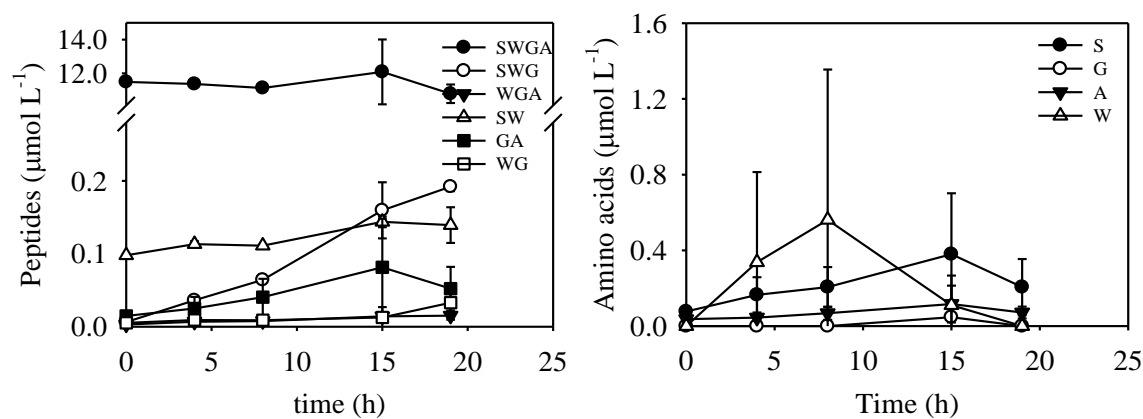 14.0
12.0
0.2
0.1
0.0
Peptides (µmol L⁻¹)
SWGA
SWG
WGA
SW
GA
WG
0 5 10 15 20 25
time (h)
1.6
1.2
0.8
0.4
0.0
Amino acids (µmol L⁻¹)
S
G
A
W
0 5 10 15 20 25
Time (h)